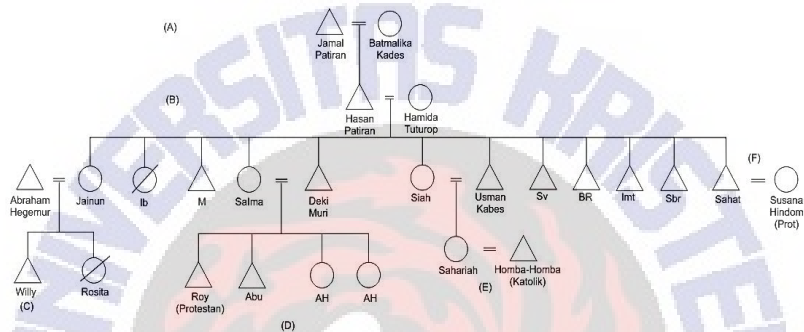 (A)
Jamal
Patiran
Batmalika
Kades
(B)
Hasan
Patiran
Hamida
Tuturop
(F)
Abraham
Hegemur
Jainun
Ib
M
Salma
Deki
Muri
Siah
Usman
Kabes
Sv
BR
Imt
Sbr
Sahat
Susana
Hindom
(Prot)
Willy
(C)
Rosita
Roy
(Protestan)
Abu
AH
AH
Sahariah
Homba-Homba
(Katolik)
(E)
(D)
UNIVERSITAS KRISTE